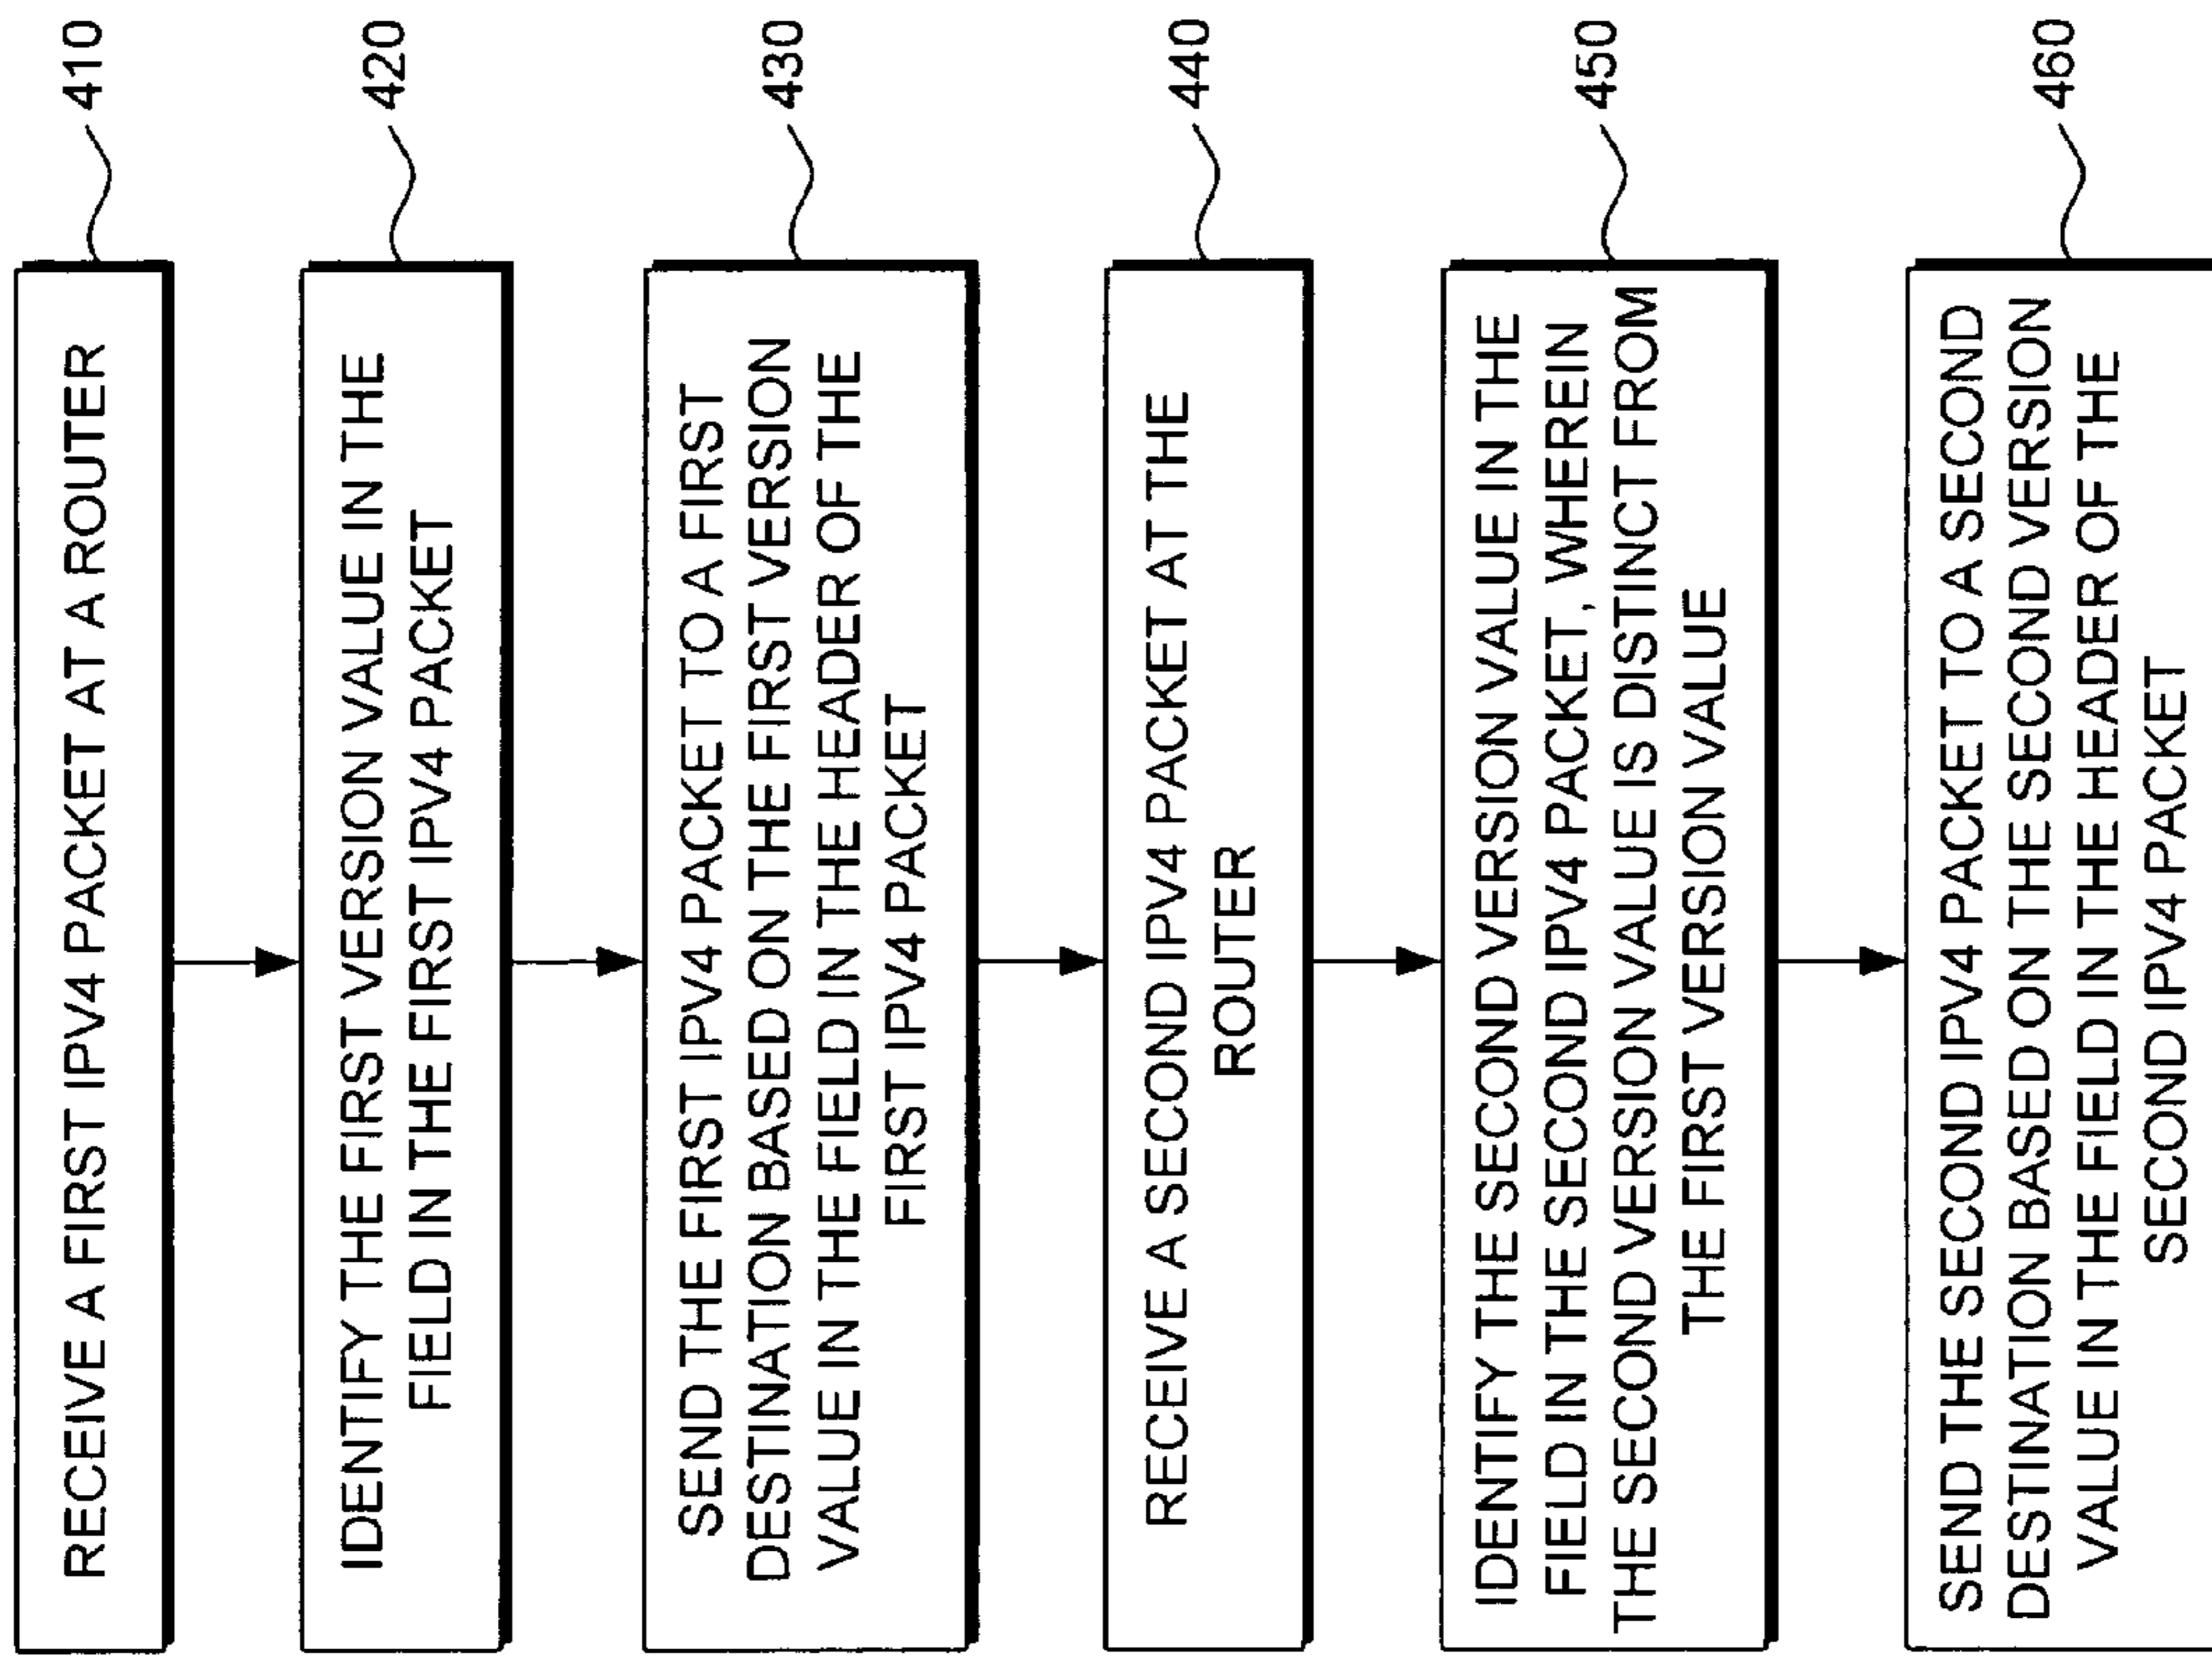 RECEIVE A FIRST IPV4 PACKET AT A ROUTER
410
IDENTIFY THE FIRST VERSION VALUE IN THE
FIELD IN THE FIRST IPV4 PACKET
420
SEND THE FIRST IPV4 PACKET TO A FIRST
DESTINATION BASED ON THE FIRST VERSION
VALUE IN THE FIELD IN THE HEADER OF THE
FIRST IPV4 PACKET
430
RECEIVE A SECOND IPV4 PACKET AT THE
ROUTER
440
IDENTIFY THE SECOND VERSION VALUE IN THE
FIELD IN THE SECOND IPV4 PACKET, WHEREIN
THE SECOND VERSION VALUE IS DISTINCT FROM
THE FIRST VERSION VALUE
450
SEND THE SECOND IPV4 PACKET TO A SECOND
DESTINATION BASED ON THE SECOND VERSION
VALUE IN THE FIELD IN THE HEADER OF THE
SECOND IPV4 PACKET
460